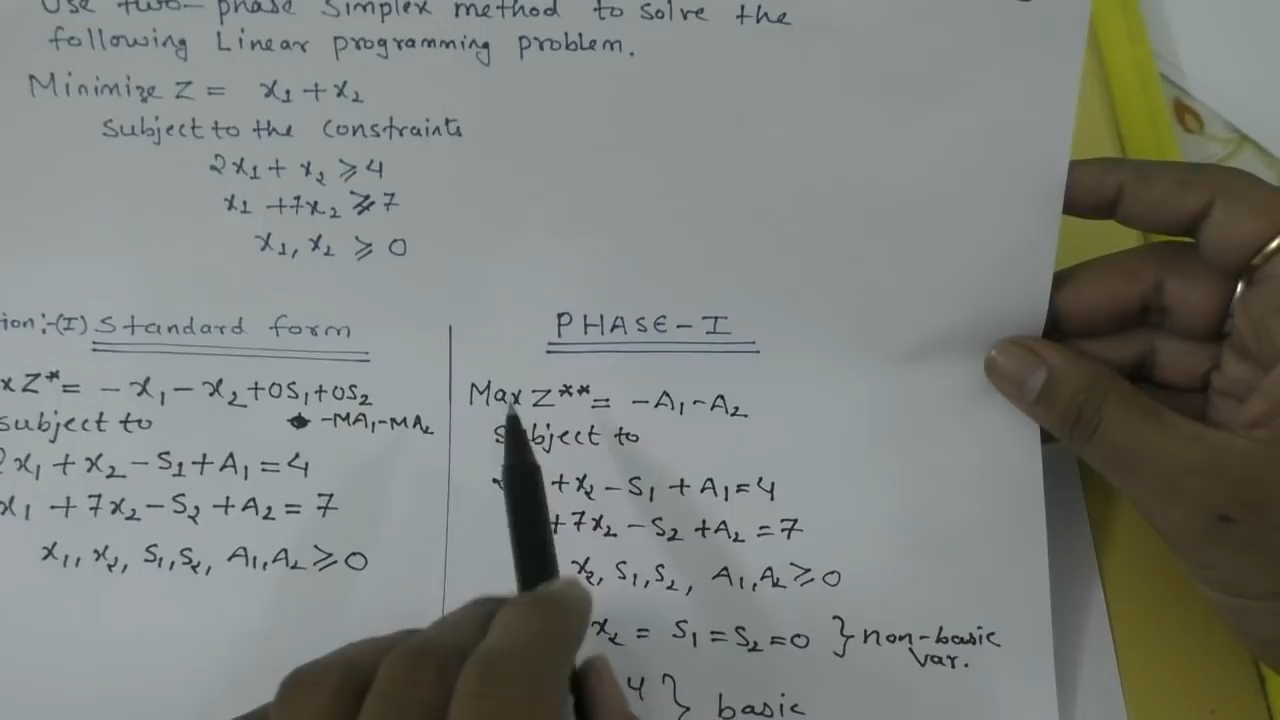 Use two-phase Simplex method to solve the
following Linear programming problem.
Minimize Z = x₁ + x₂
Subject to the constraints
2x₁ + x₂ ≥ 4
x₁ + 7x₂ ≥ 7
x₁, x₂ ≥ 0
ion:-(I) Standard form
x Z* = -x₁ - x₂ + 0S₁ + 0S₂
subject to -MA₁ - MA₂
2x₁ + x₂ - S₁ + A₁ = 4
x₁ + 7x₂ - S₂ + A₂ = 7
x₁, x₂, S₁, S₂, A₁, A₂ ≥ 0
PHASE-I
Max Z** = -A₁ - A₂
Subject to
+ x₂ - S₁ + A₁ = 4
+ 7x₂ - S₂ + A₂ = 7
x₂, S₁, S₂, A₁, A₂ ≥ 0
x₂ = S₁ = S₂ = 0 } non-basic
var.
4 } basic